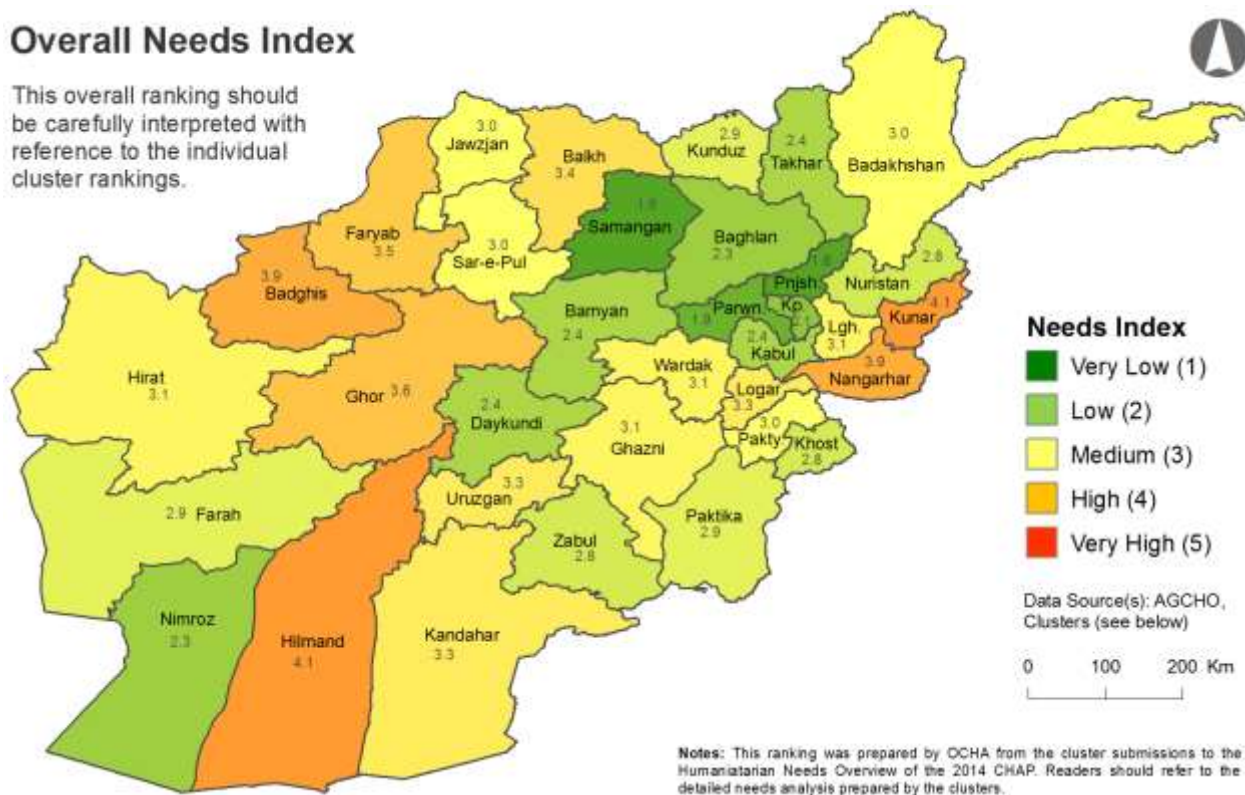 Overall Needs Index
This overall ranking should
be carefully interpreted with
reference to the individual
cluster rankings.
3.0
Jawzjan
Balkh
3.4
2.9
Kunduz
2.4
Takhar
3.0
Badakhshan
Faryab
3.5
3.0
Sar-e-Pul
Samangan
Baghlan
2.3
3.9
Badghis
Pnjsh.
2.8
Nuristan
Parwn.
1.9
Kp.
Lgh.
3.1
4.1
Kunar
Bamyan
2.4
2.4
Kabul
3.9
Nangarhar
Hirat
3.1
Ghor 3.6
Wardak
3.1
Logar
3.3
2.4
Daykundi
3.1
Ghazni
3.0
Pakty.
Khost
2.8
3.3
Uruzgan
2.9 Farah
Zabul
2.8
Paktika
2.9
Nimroz
2.3
Hilmand
4.1
Kandahar
3.3
Needs Index
Very Low (1)
Low (2)
Medium (3)
High (4)
Very High (5)
Data Source(s): AGCHO,
Clusters (see below)
0 100 200 Km
Notes: This ranking was prepared by OCHA from the cluster submissions to the
Humaniatarian Needs Overview of the 2014 CHAP. Readers should refer to the
detailed needs analysis prepared by the clusters.